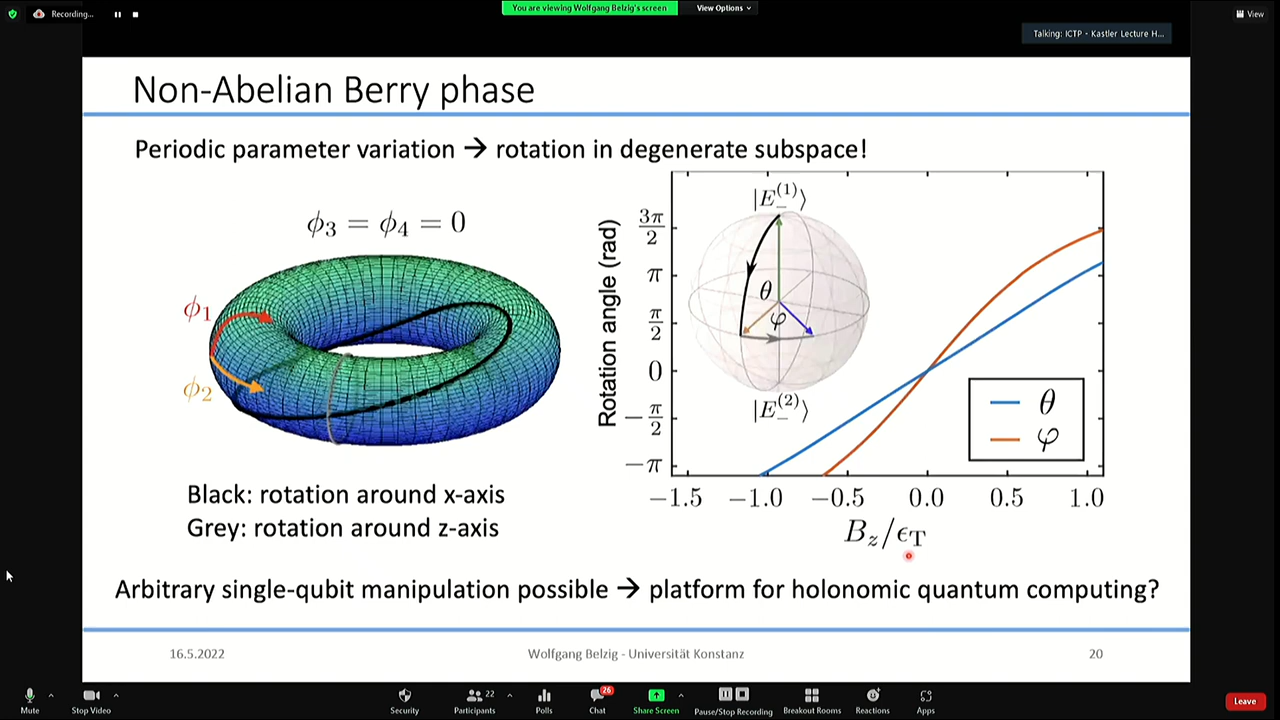 Recording...
You are viewing Wolfgang Belzig's screen
View Options
View
Talking: ICTP - Kastler Lecture H...
Non-Abelian Berry phase
Periodic parameter variation → rotation in degenerate subspace!
ϕ₃ = ϕ₄ = 0
ϕ₁
ϕ₂
Black: rotation around x-axis
Grey: rotation around z-axis
Rotation angle (rad)
3π/2
π
π/2
0
−π/2
−π
|E₋⁽¹⁾⟩
θ
φ
|E₋⁽²⁾⟩
θ
φ
−1.5 −1.0 −0.5 0.0 0.5 1.0
B_z/ϵ_T
Arbitrary single-qubit manipulation possible → platform for holonomic quantum computing?
16.5.2022 Wolfgang Belzig - Universität Konstanz 20
22 26
Mute Stop Video Security Participants Polls Chat Share Screen Pause/Stop Recording Breakout Rooms Reactions Apps Leave